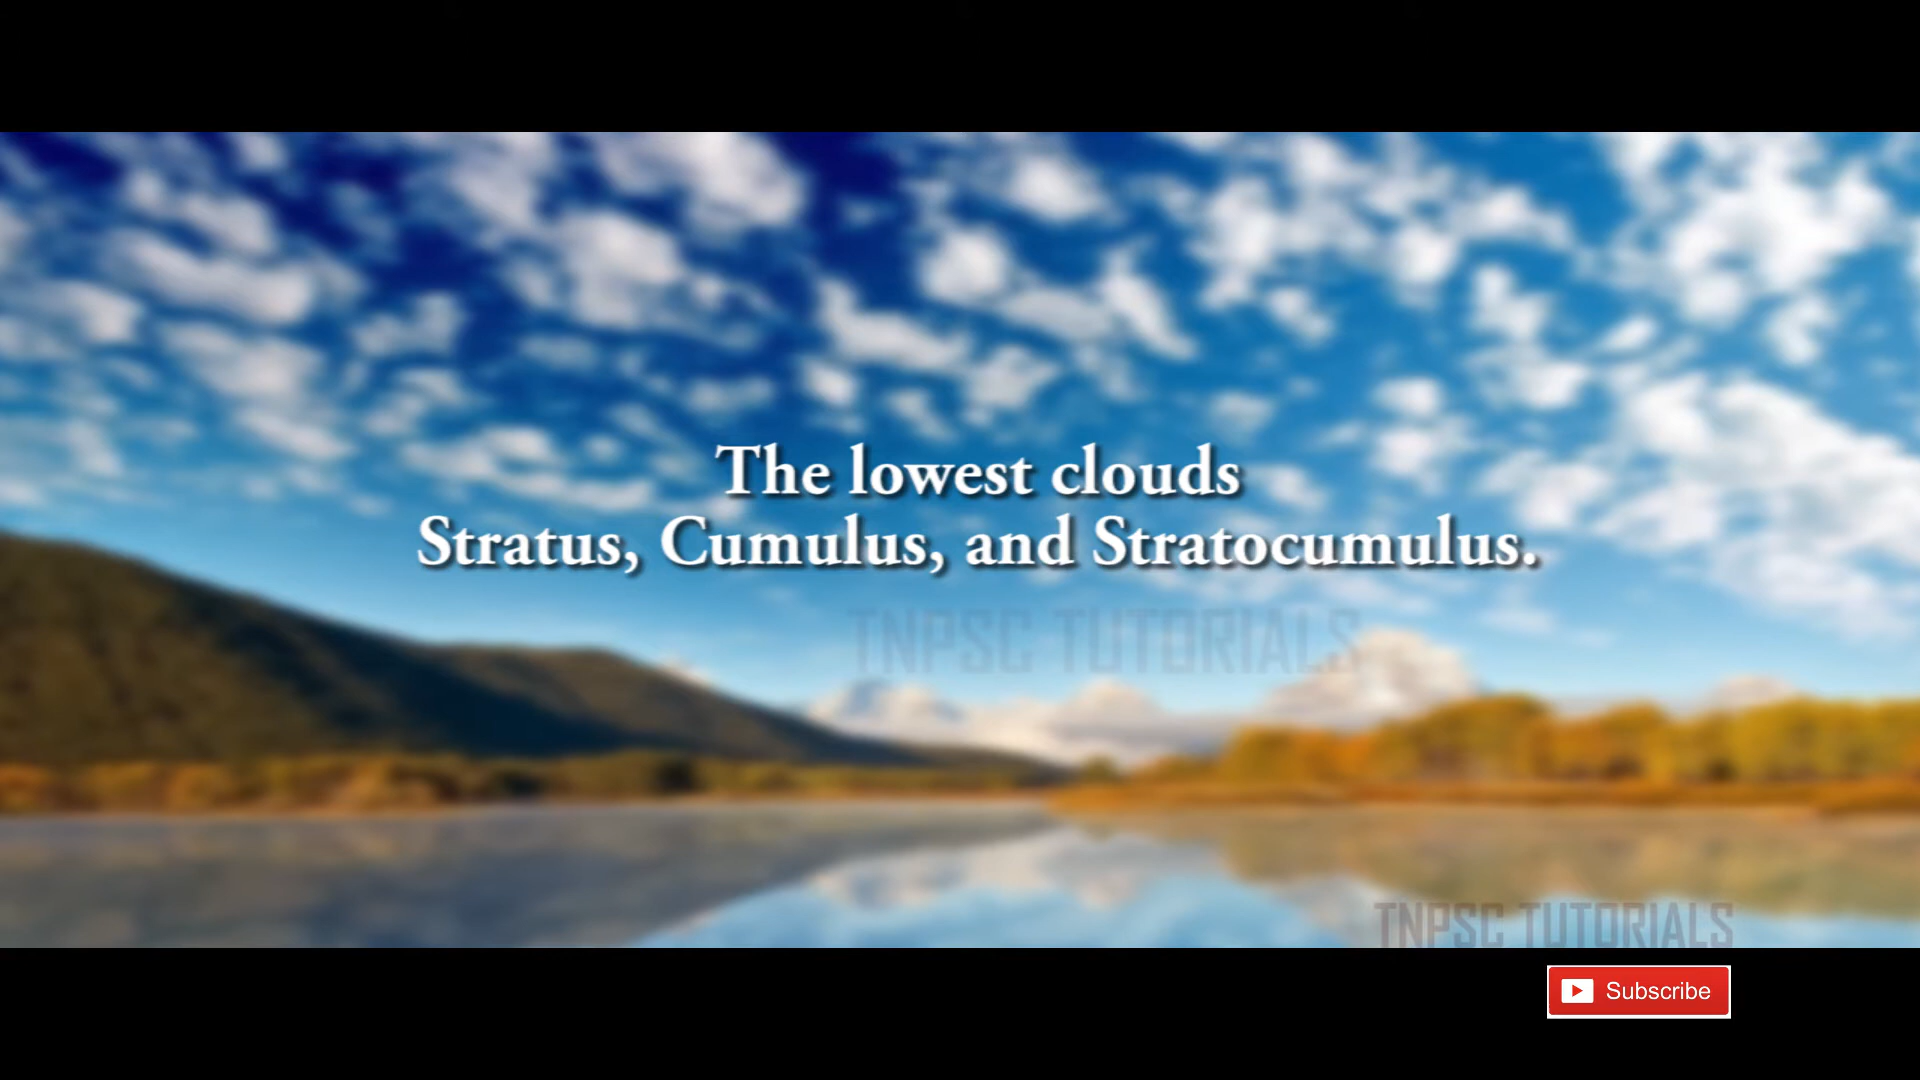 The lowest clouds
Stratus, Cumulus, and Stratocumulus.
TNPSC TUTORIALS
TNPSC TUTORIALS
Subscribe